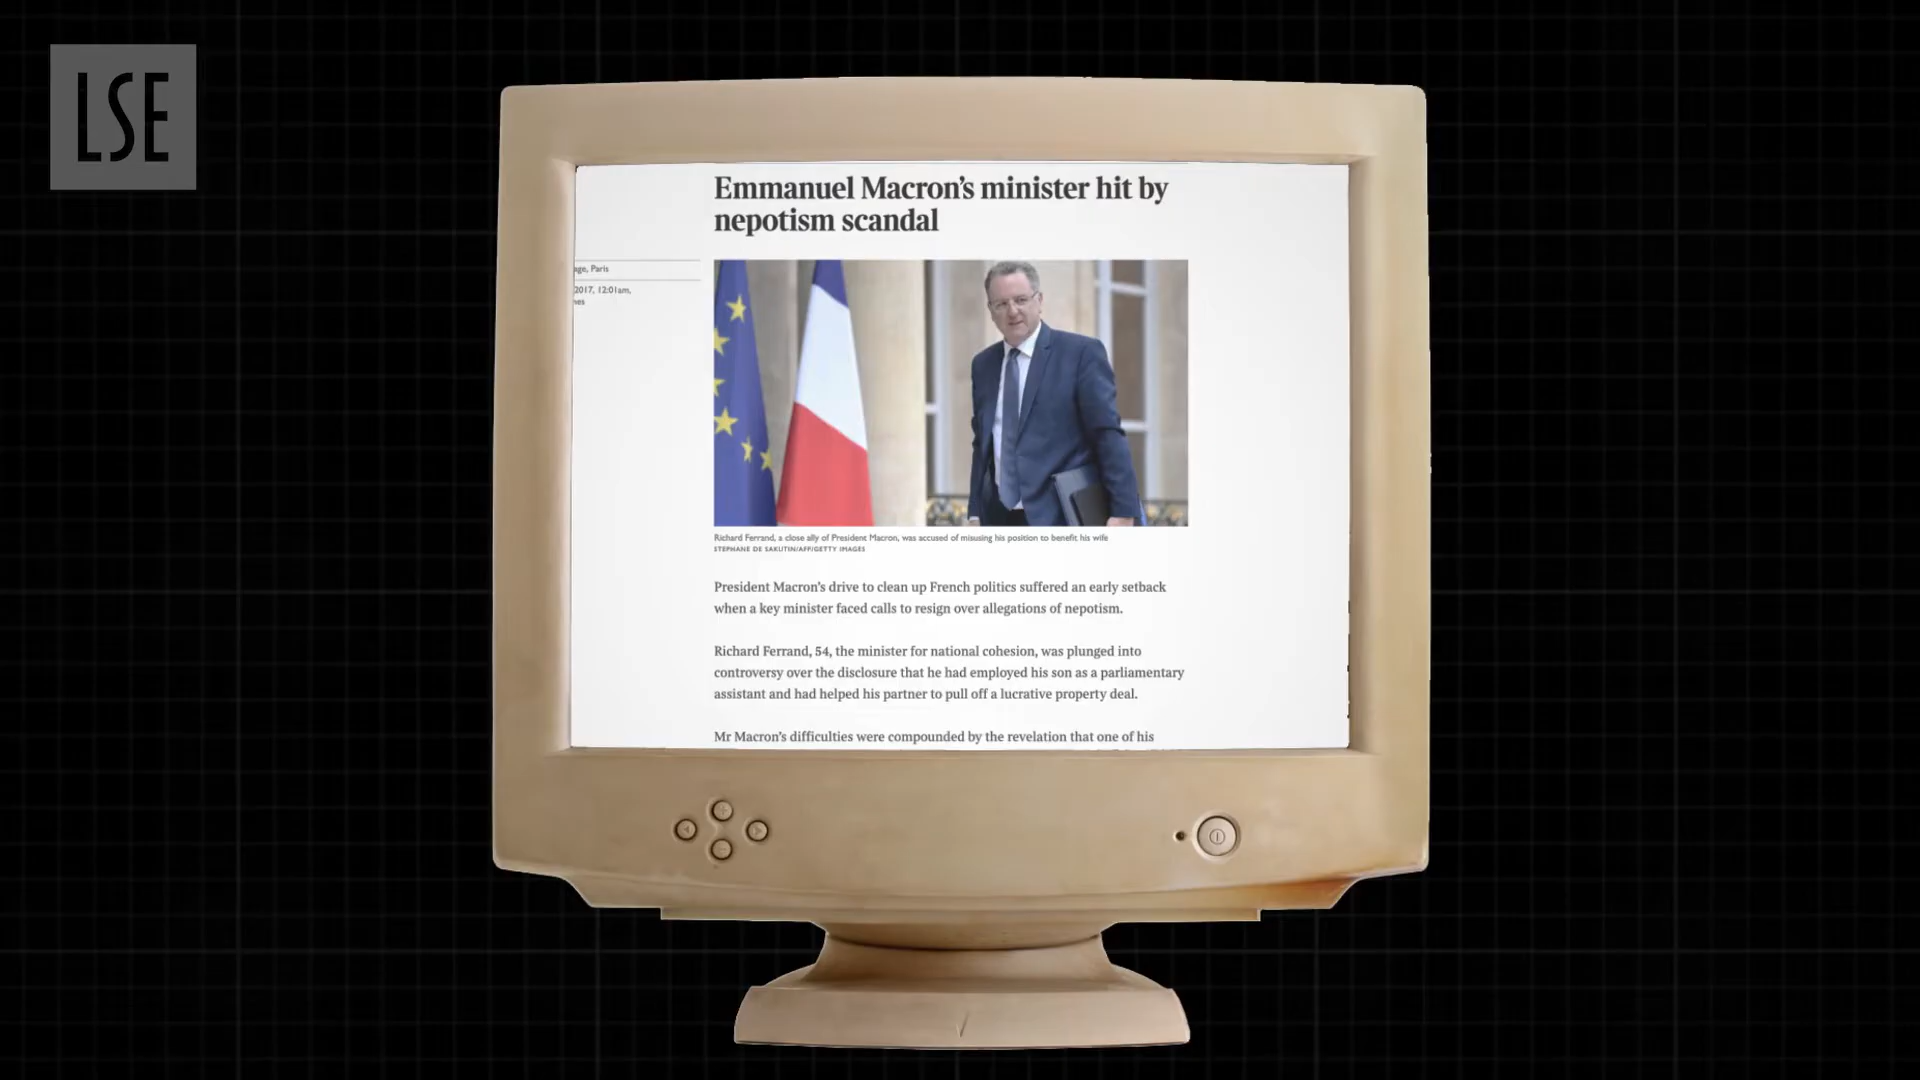 LSE
Emmanuel Macron's minister hit by
nepotism scandal
age, Paris
2017, 12:01am,
Richard Ferrand, a close ally of President Macron, was accused of misusing his position to benefit his wife
STEPHANE DE SAKUTIN/AFP/GETTY IMAGES
President Macron's drive to clean up French politics suffered an early setback
when a key minister faced calls to resign over allegations of nepotism.
Richard Ferrand, 54, the minister for national cohesion, was plunged into
controversy over the disclosure that he had employed his son as a parliamentary
assistant and had helped his partner to pull off a lucrative property deal.
Mr Macron's difficulties were compounded by the revelation that one of his